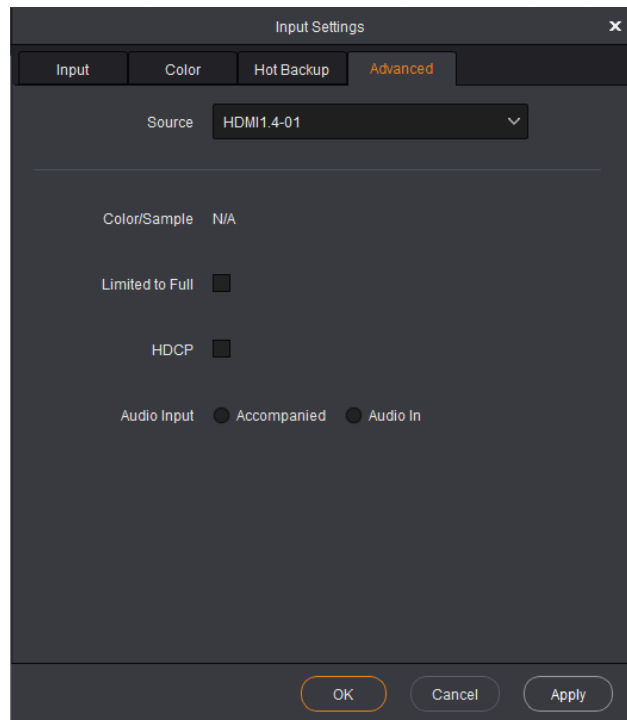 Input Settings
Input Color Hot Backup Advanced
Source HDMI1.4-01
Color/Sample N/A
Limited to Full
HDCP
Audio Input Accompanied Audio In
OK Cancel Apply